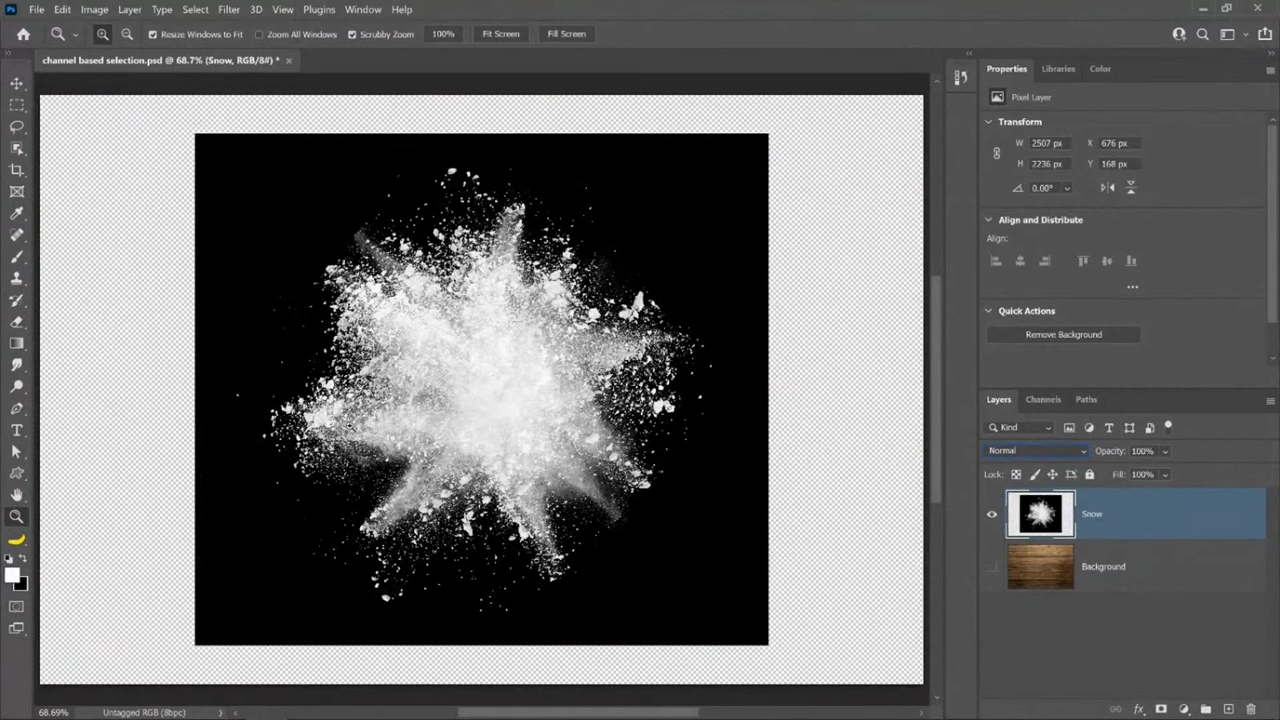 Ps File Edit Image Layer Type Select Filter 3D View Plugins Window Help
Resize Windows to Fit Zoom All Windows Scrubby Zoom 100% Fit Screen Fill Screen
channel based selection.psd @ 68.7% (Snow, RGB/8#) *
Properties Libraries Color
Pixel Layer
Transform
W 2507 px X 676 px
H 2236 px Y 168 px
0.00°
Align and Distribute
Align:
Quick Actions
Remove Background
Layers Channels Paths
Kind
Normal Opacity: 100%
Lock: Fill: 100%
Snow
Background
68.69% Untagged RGB (8bpc)